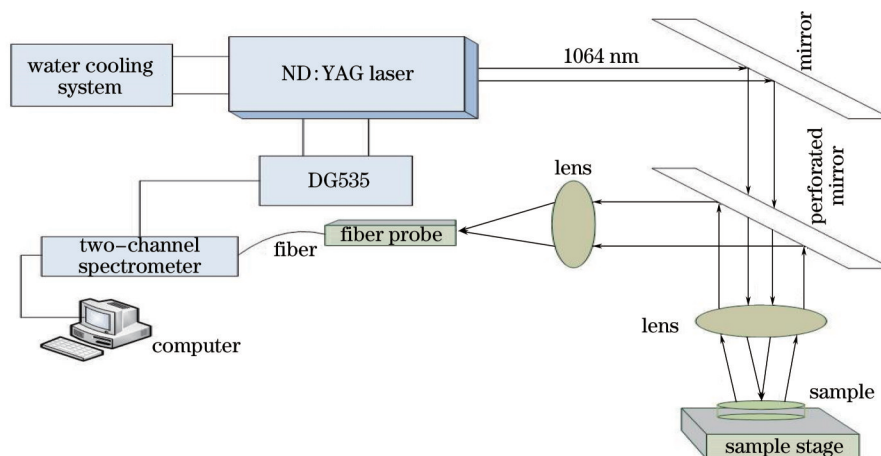 water cooling
system
ND:YAG laser
1064 nm
mirror
DG535
lens
perforated
mirror
fiber probe
fiber
two-channel
spectrometer
computer
lens
sample
sample stage